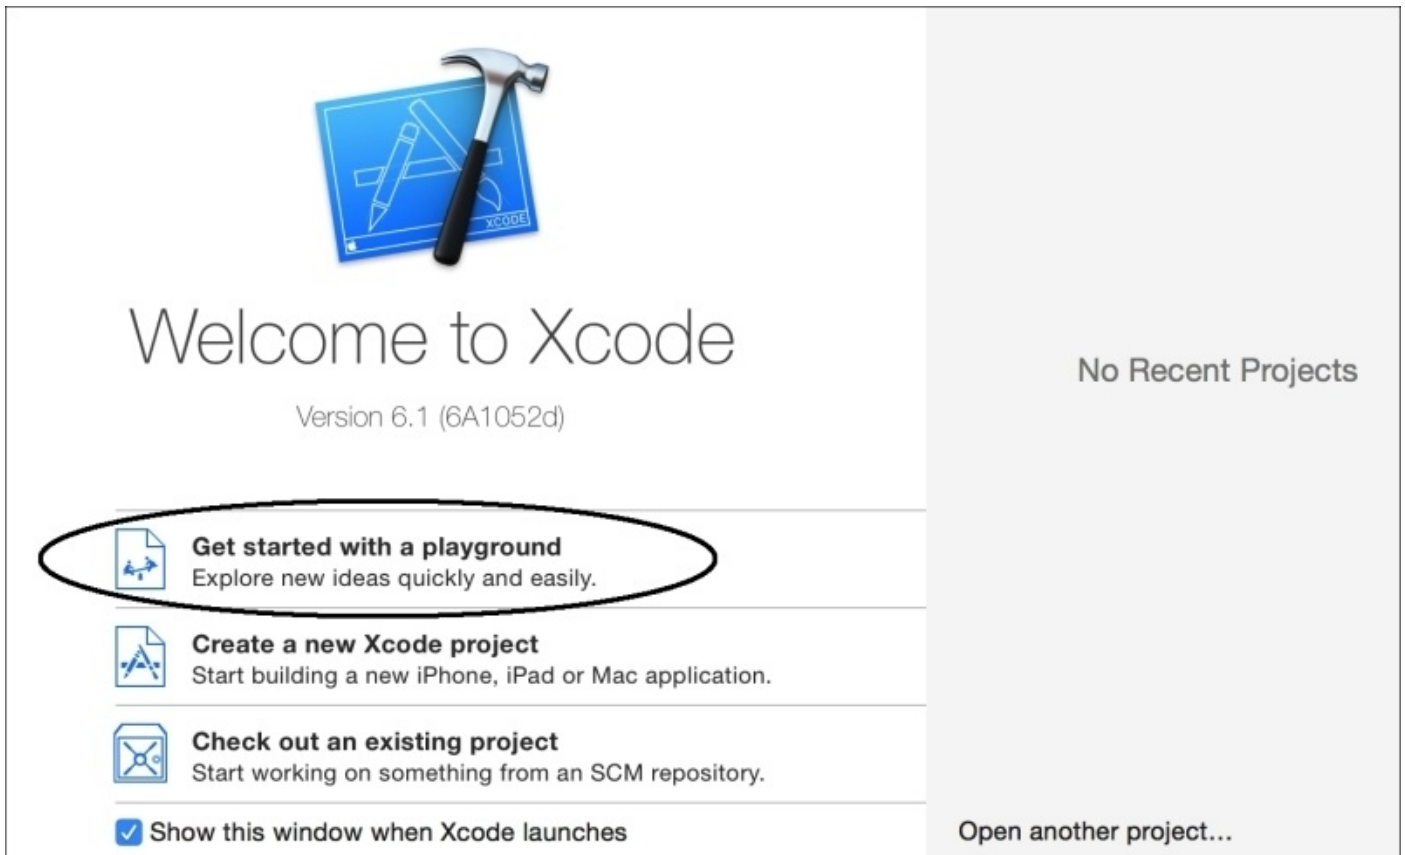 XCODE
Welcome to Xcode
Version 6.1 (6A1052d)
No Recent Projects
Get started with a playground
Explore new ideas quickly and easily.
Create a new Xcode project
Start building a new iPhone, iPad or Mac application.
Check out an existing project
Start working on something from an SCM repository.
Show this window when Xcode launches
Open another project...